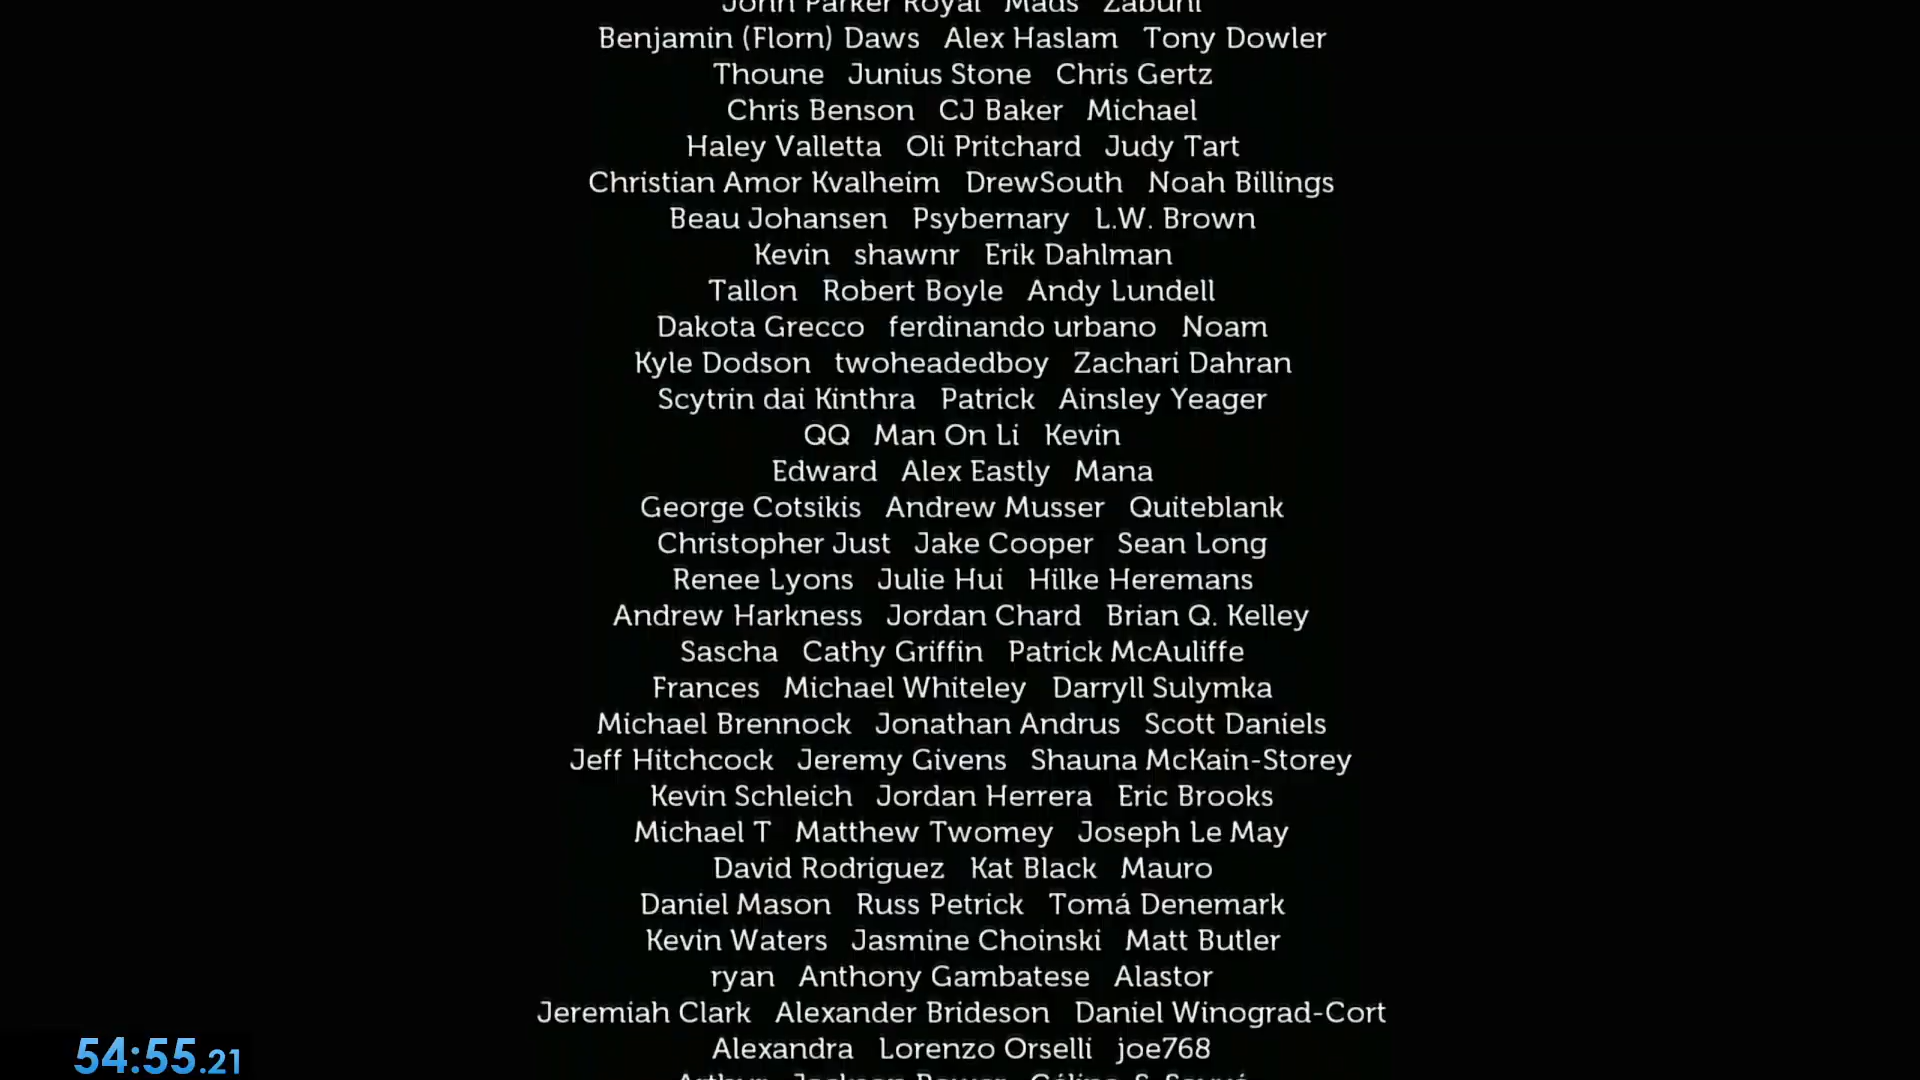 John Parker Royal   Mads   Zabuni
Benjamin (Florn) Daws   Alex Haslam   Tony Dowler
Thoune   Junius Stone   Chris Gertz
Chris Benson   CJ Baker   Michael
Haley Valletta   Oli Pritchard   Judy Tart
Christian Amor Kvalheim   DrewSouth   Noah Billings
Beau Johansen   Psybernary   L.W. Brown
Kevin   shawnr   Erik Dahlman
Tallon   Robert Boyle   Andy Lundell
Dakota Grecco   ferdinando urbano   Noam
Kyle Dodson   twoheadedboy   Zachari Dahran
Scytrin dai Kinthra   Patrick   Ainsley Yeager
QQ   Man On Li   Kevin
Edward   Alex Eastly   Mana
George Cotsikis   Andrew Musser   Quiteblank
Christopher Just   Jake Cooper   Sean Long
Renee Lyons   Julie Hui   Hilke Heremans
Andrew Harkness   Jordan Chard   Brian Q. Kelley
Sascha   Cathy Griffin   Patrick McAuliffe
Frances   Michael Whiteley   Darryll Sulymka
Michael Brennock   Jonathan Andrus   Scott Daniels
Jeff Hitchcock   Jeremy Givens   Shauna McKain-Storey
Kevin Schleich   Jordan Herrera   Eric Brooks
Michael T   Matthew Twomey   Joseph Le May
David Rodriguez   Kat Black   Mauro
Daniel Mason   Russ Petrick   Tomá Denemark
Kevin Waters   Jasmine Choinski   Matt Butler
ryan   Anthony Gambatese   Alastor
Jeremiah Clark   Alexander Brideson   Daniel Winograd-Cort
Alexandra   Lorenzo Orselli   joe768
54:55.21